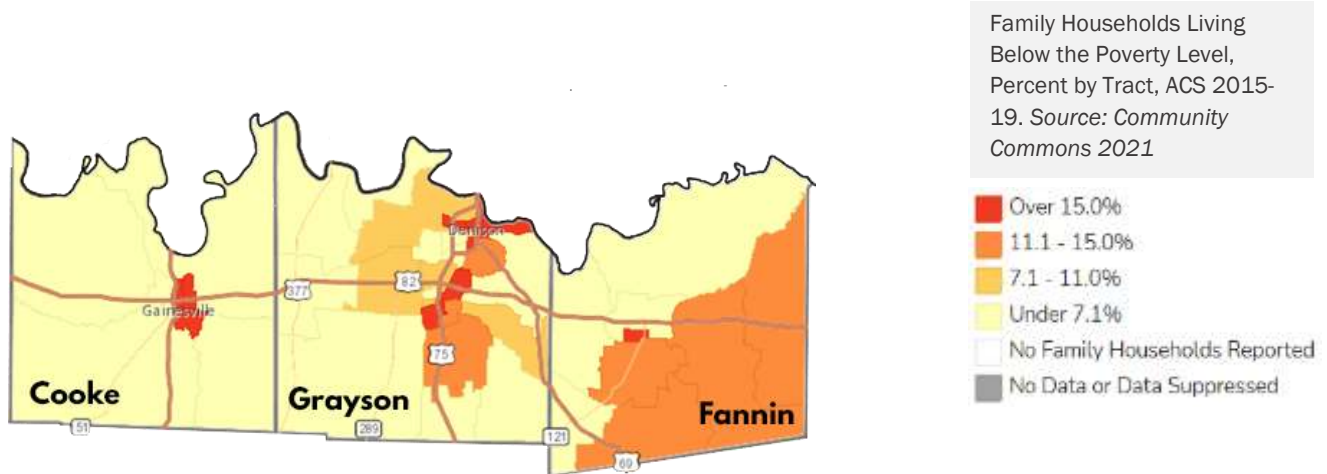 Family Households Living
Below the Poverty Level,
Percent by Tract, ACS 2015-
19. Source: Community
Commons 2021
Over 15.0%
11.1 - 15.0%
7.1 - 11.0%
Under 7.1%
No Family Households Reported
No Data or Data Suppressed
Denison
82
377
Gainesville
75
Cooke
Grayson
Fannin
51
289
121
69